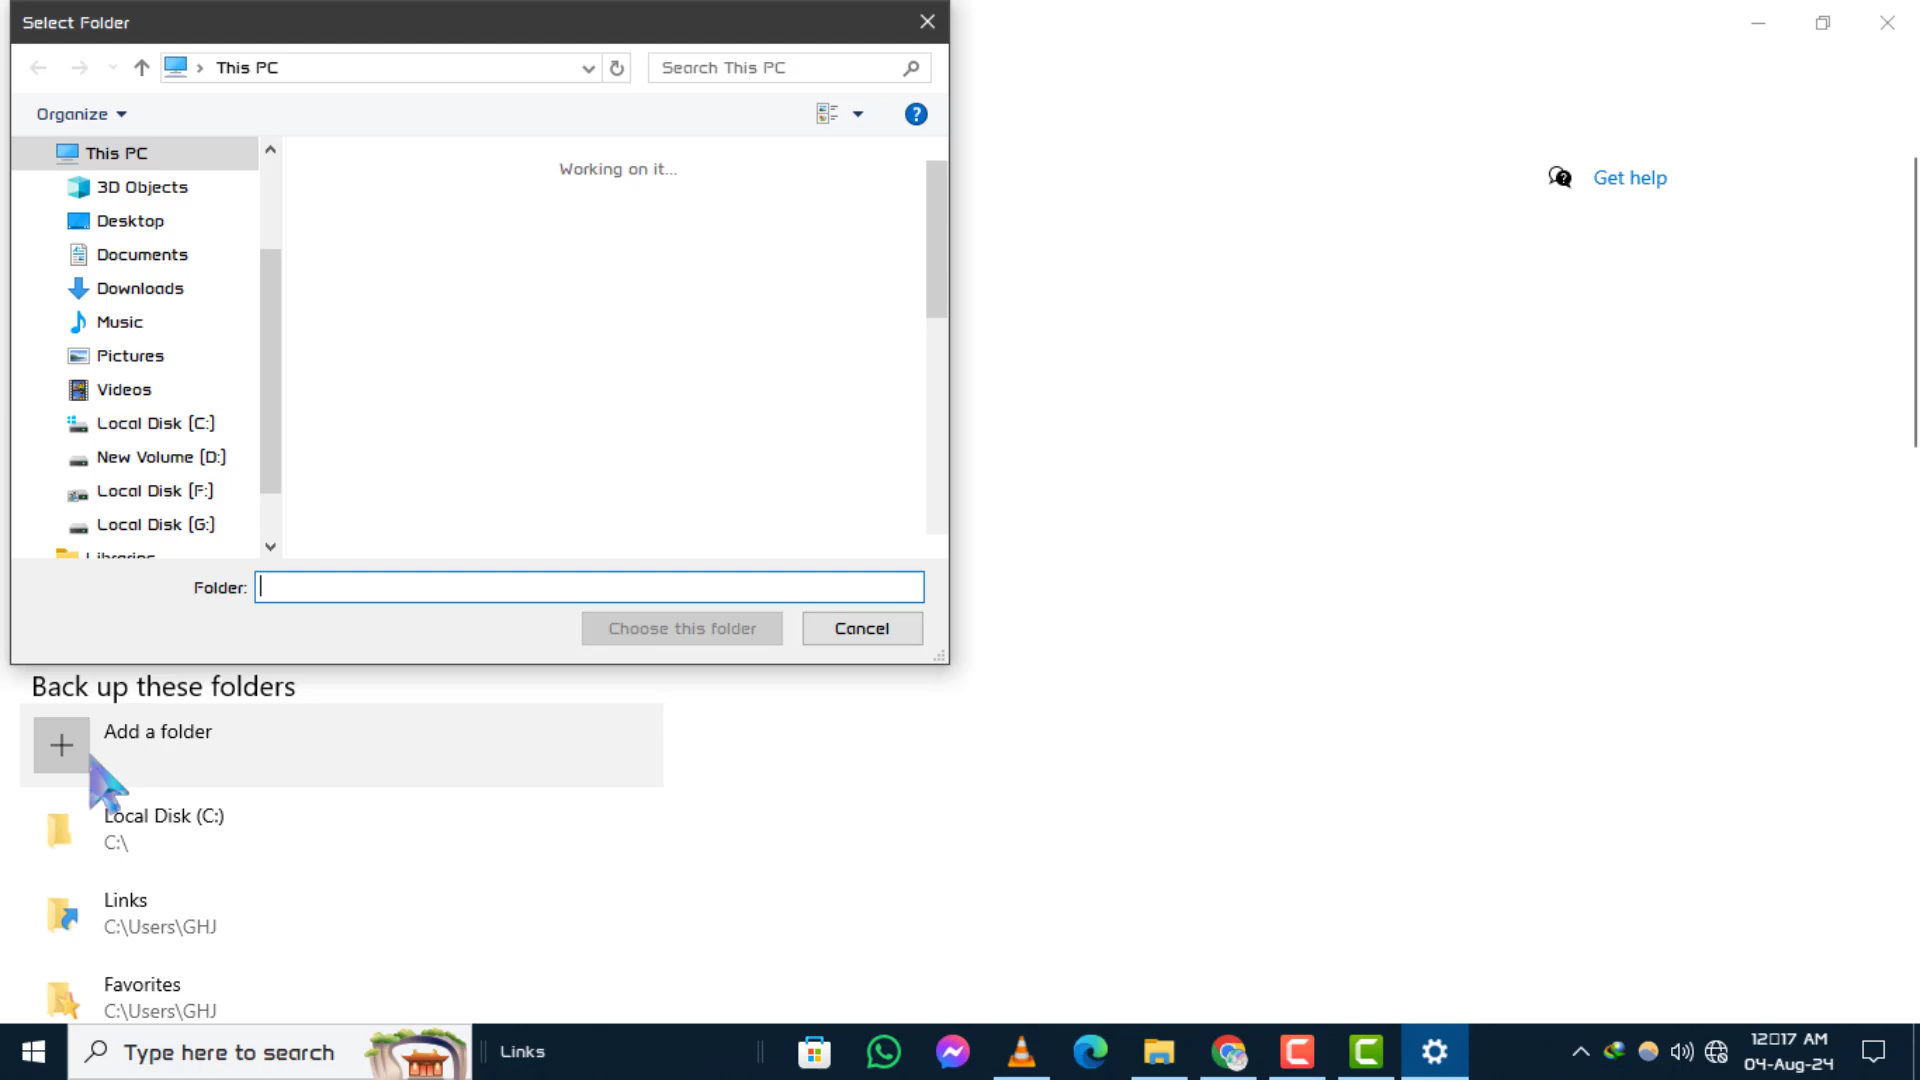 Select Folder
This PC
Search This PC
Organize
?
This PC
3D Objects
Desktop
Documents
Downloads
Music
Pictures
Videos
Local Disk (C:)
New Volume (D:)
Local Disk (F:)
Local Disk (G:)
Libraries
Working on it...
Folder:
Choose this folder
Cancel
Get help
Back up these folders
Add a folder
Local Disk (C:)
C:\
Links
C:\Users\GHJ
Favorites
C:\Users\GHJ
Type here to search
Links
12▯17 AM
04-Aug-24